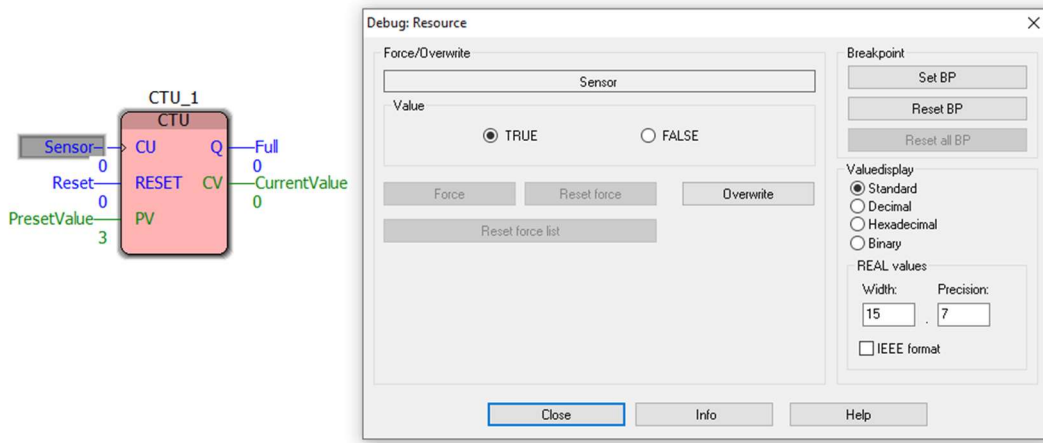 CTU_1
CTU
Sensor CU Q Full
0 0
Reset RESET CV CurrentValue
0 0
PresetValue PV
3
Debug: Resource
Force/Overwrite
Sensor
Value
TRUE FALSE
Force Reset force Overwrite
Reset force list
Breakpoint
Set BP
Reset BP
Reset all BP
Valuedisplay
Standard
Decimal
Hexadecimal
Binary
REAL values
Width: Precision:
15 . 7
IEEE format
Close Info Help